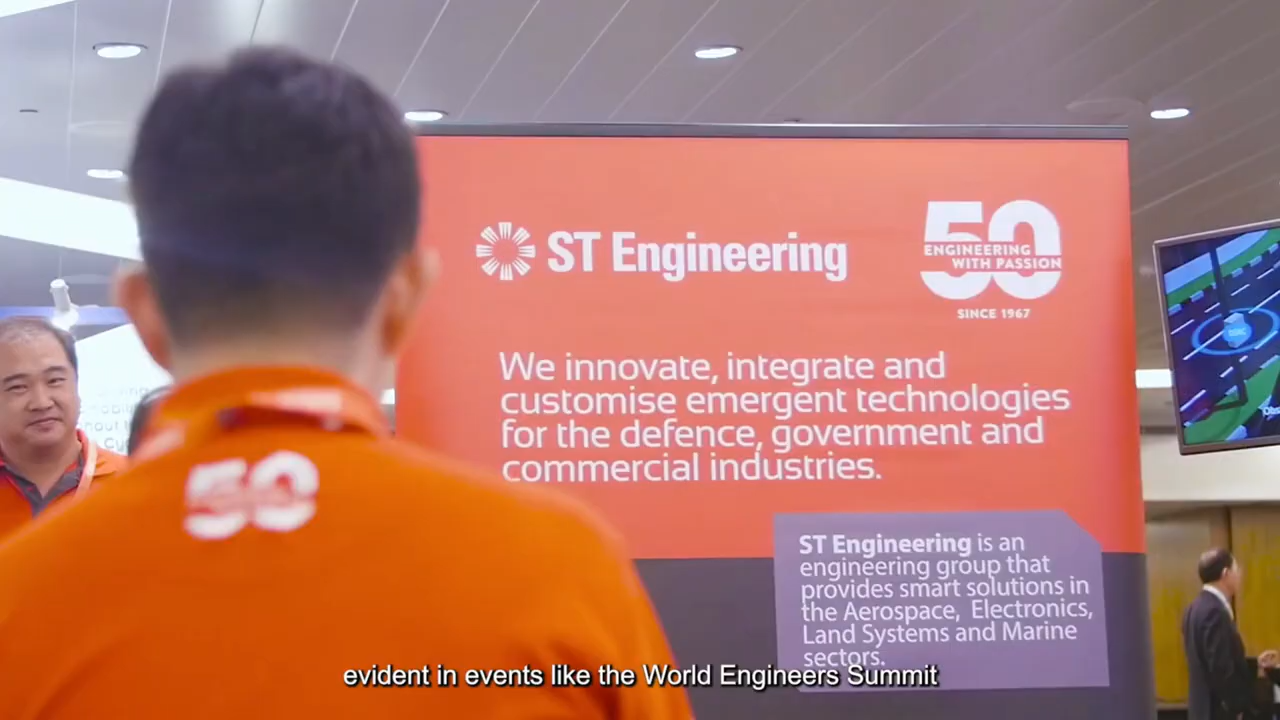 ST Engineering
50
ENGINEERING
WITH PASSION
SINCE 1967
We innovate, integrate and
customise emergent technologies
for the defence, government and
commercial industries.
50
ST Engineering is an
engineering group that
provides smart solutions in
the Aerospace, Electronics,
Land Systems and Marine
sectors.
evident in events like the World Engineers Summit